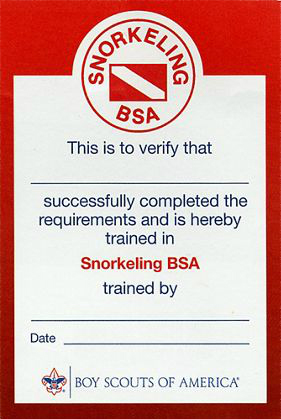 SNORKELING
BSA
This is to verify that
successfully completed the
requirements and is hereby
trained in
Snorkeling BSA
trained by
Date
BOY SCOUTS OF AMERICA®